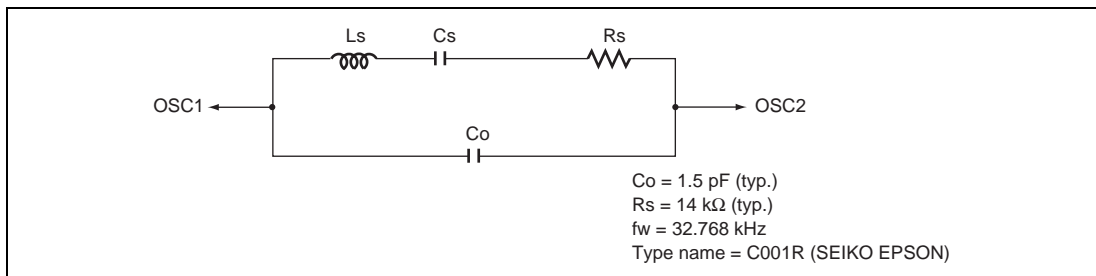 Ls
Cs
Rs
OSC1
OSC2
Co
Co = 1.5 pF (typ.)
Rs = 14 kΩ (typ.)
fw = 32.768 kHz
Type name = C001R (SEIKO EPSON)